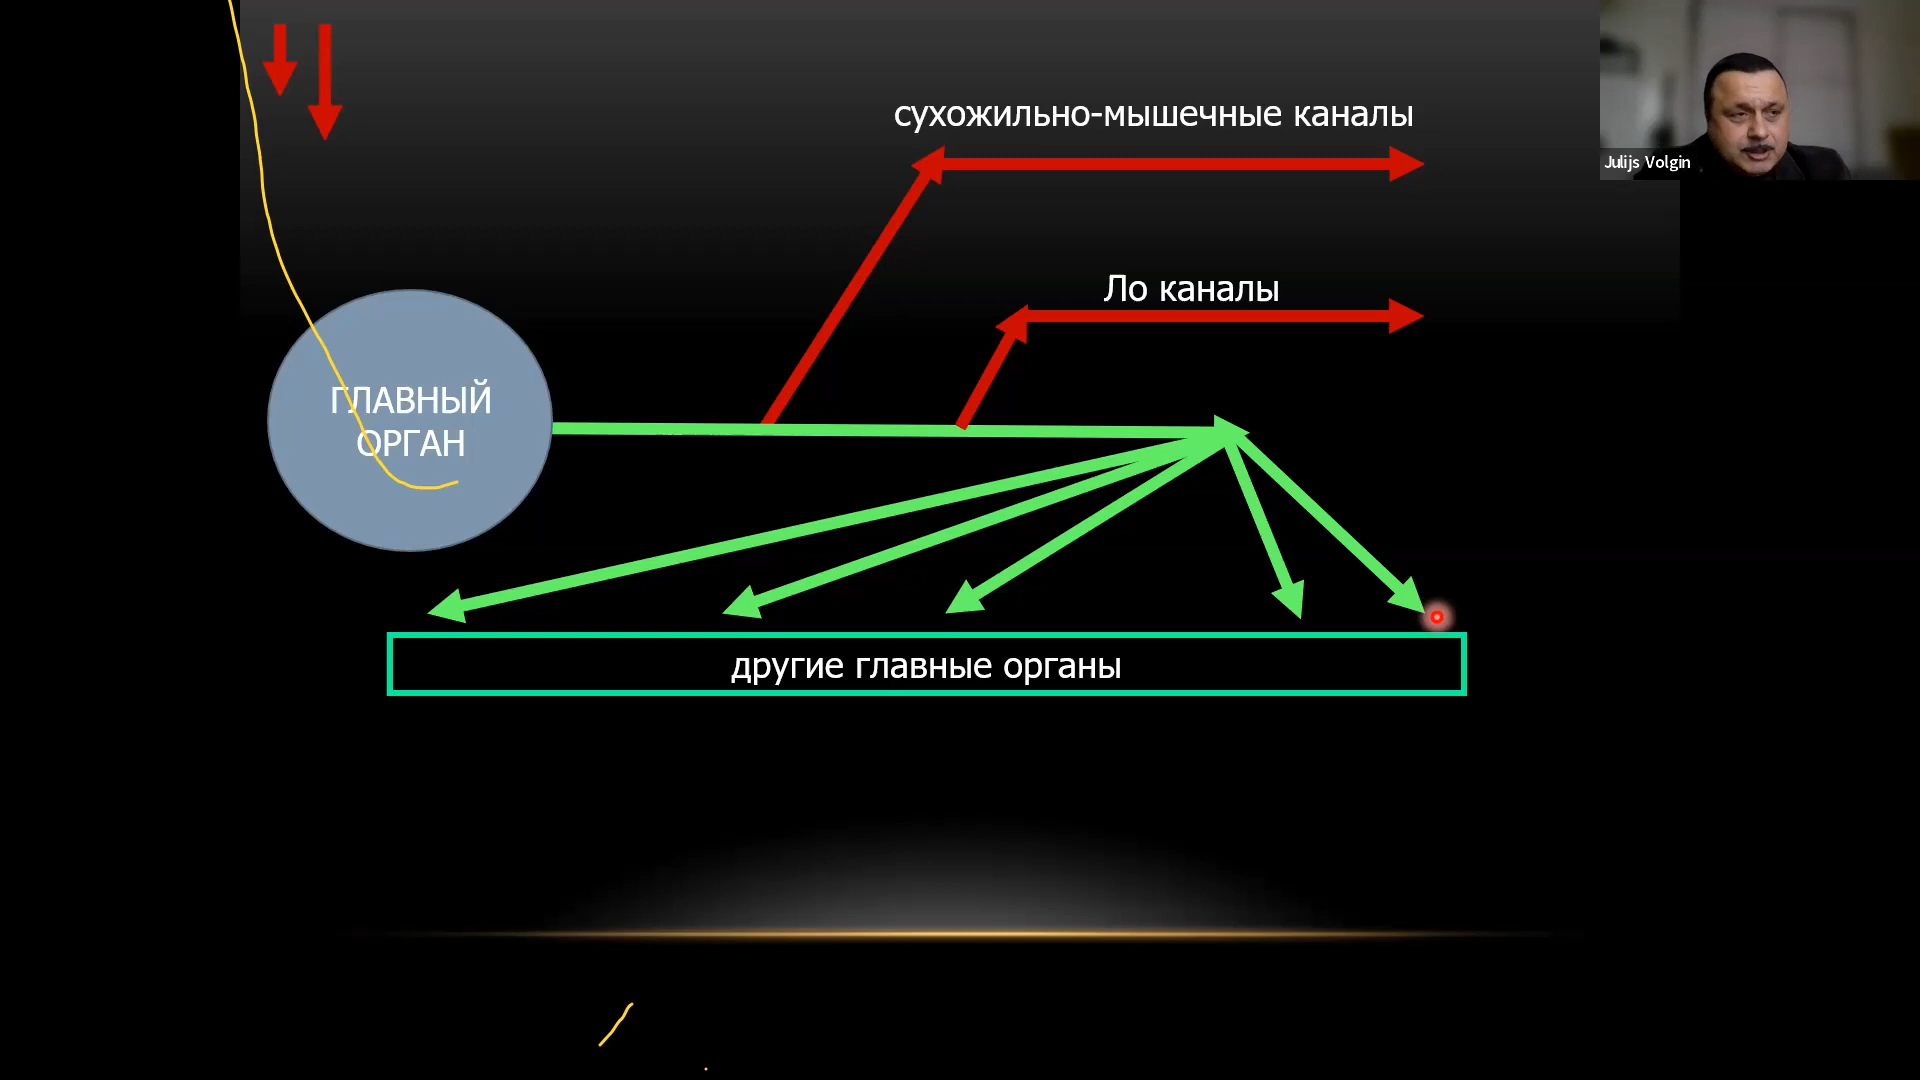 сухожильно-мышечные каналы
Julijs Volgin
Ло каналы
ГЛАВНЫЙ
ОРГАН
другие главные органы